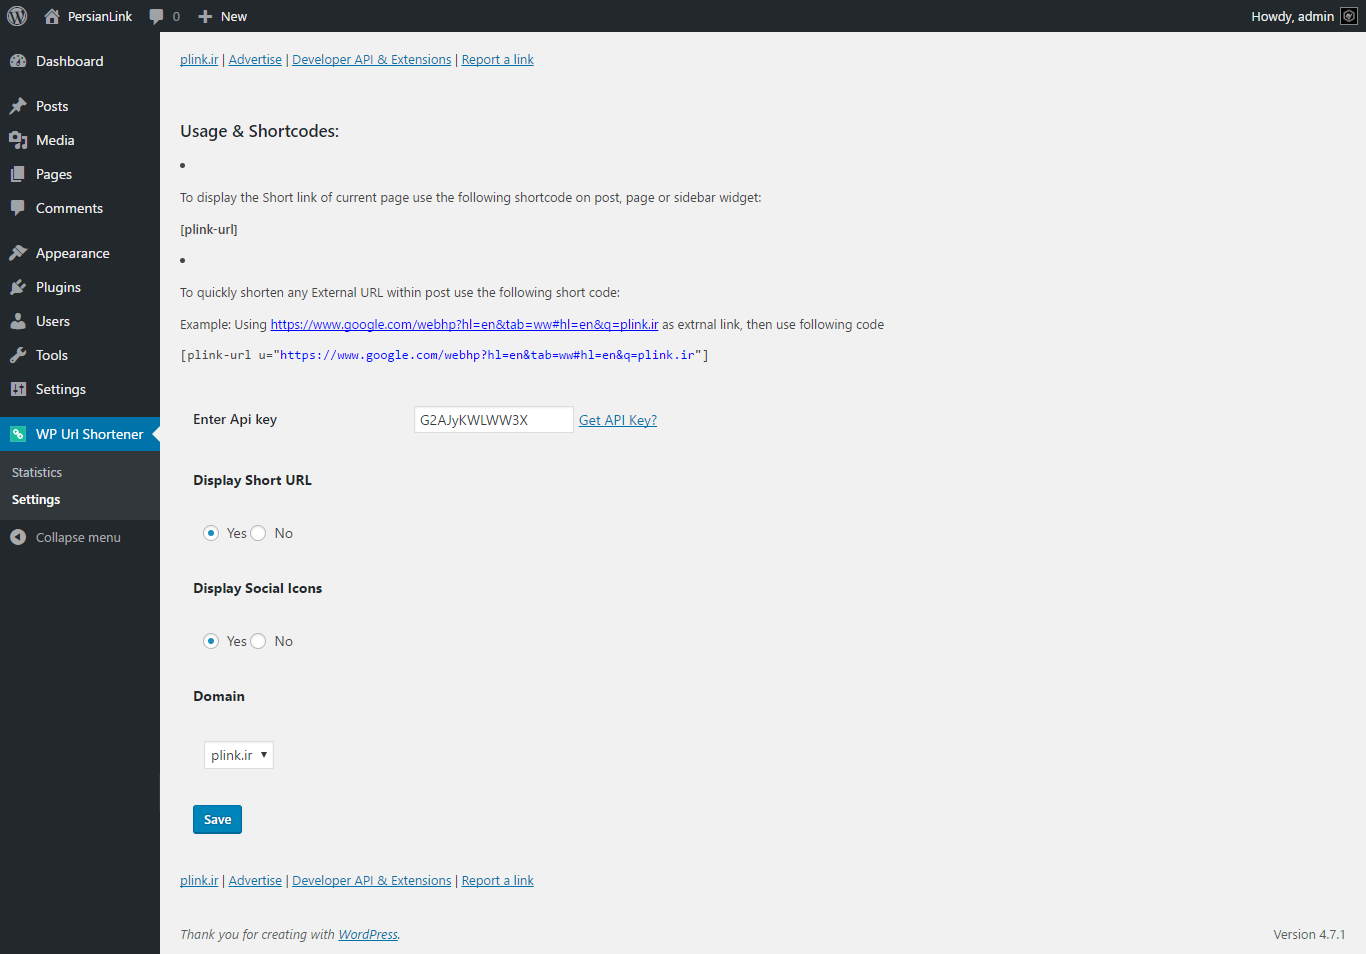 PersianLink 0 New Howdy, admin
Dashboard
Posts
Media
Pages
Comments
Appearance
Plugins
Users
Tools
Settings
WP Url Shortener
Statistics
Settings
Collapse menu
plink.ir | Advertise | Developer API & Extensions | Report a link
Usage & Shortcodes:
To display the Short link of current page use the following shortcode on post, page or sidebar widget:
[plink-url]
To quickly shorten any External URL within post use the following short code:
Example: Using https://www.google.com/webhp?hl=en&tab=ww#hl=en&q=plink.ir as extrnal link, then use following code
[plink-url u="https://www.google.com/webhp?hl=en&tab=ww#hl=en&q=plink.ir"]
Enter Api key G2AJyKWLWW3X Get API Key?
Display Short URL
Yes No
Display Social Icons
Yes No
Domain
plink.ir
Save
plink.ir | Advertise | Developer API & Extensions | Report a link
Thank you for creating with WordPress. Version 4.7.1